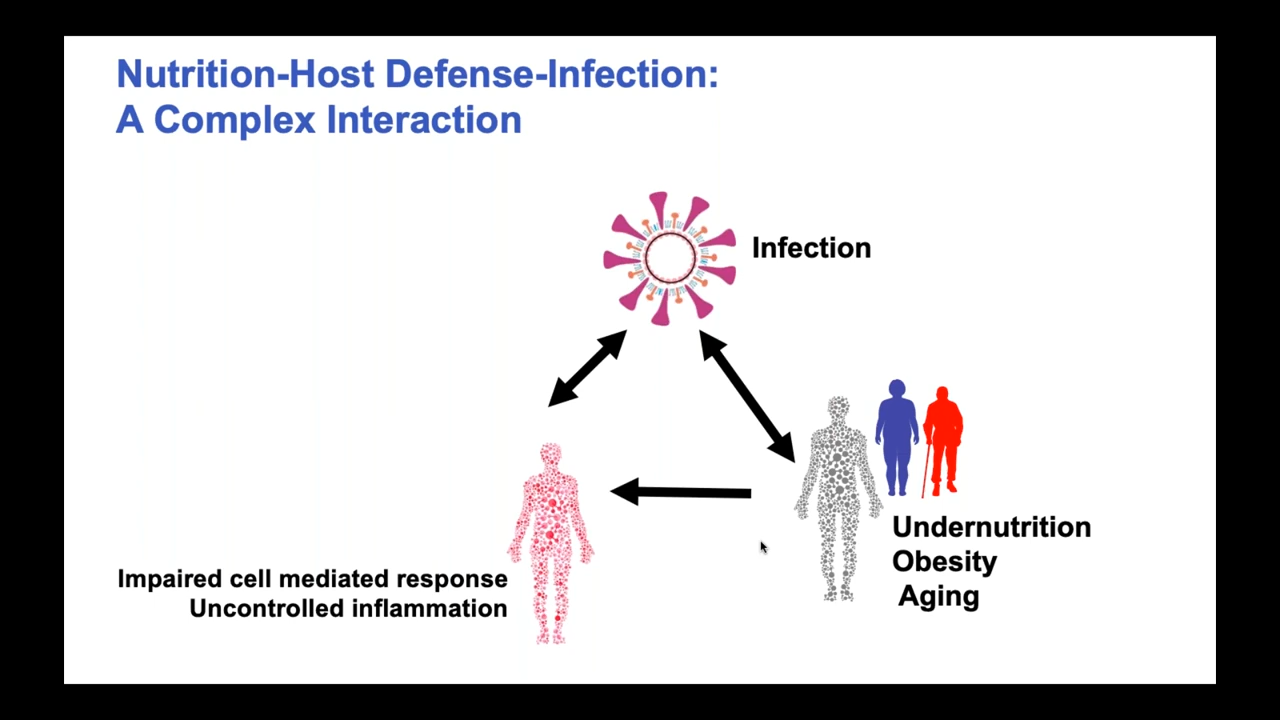 Nutrition-Host Defense-Infection:
A Complex Interaction
Infection
Undernutrition
Obesity
Aging
Impaired cell mediated response
Uncontrolled inflammation